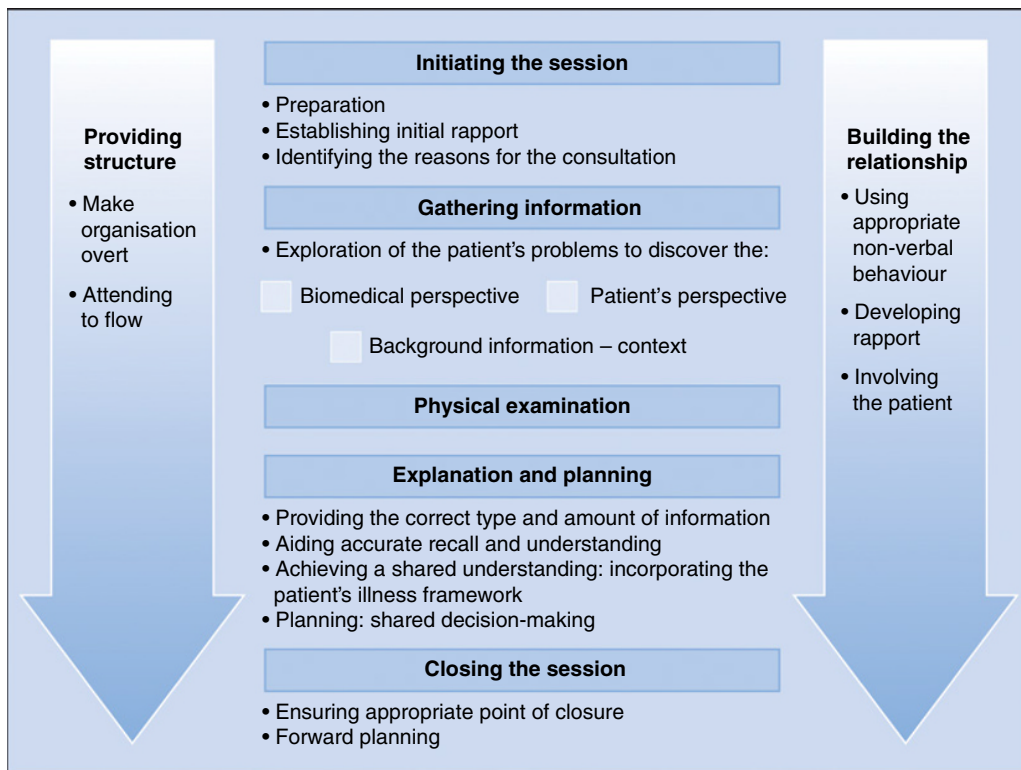 Providing
structure
• Make
organisation
overt
• Attending
to flow
Initiating the session
• Preparation
• Establishing initial rapport
• Identifying the reasons for the consultation
Gathering information
• Exploration of the patient's problems to discover the:
Biomedical perspective Patient's perspective
Background information – context
Physical examination
Explanation and planning
• Providing the correct type and amount of information
• Aiding accurate recall and understanding
• Achieving a shared understanding: incorporating the
patient's illness framework
• Planning: shared decision-making
Closing the session
• Ensuring appropriate point of closure
• Forward planning
Building the
relationship
• Using
appropriate
non-verbal
behaviour
• Developing
rapport
• Involving
the patient